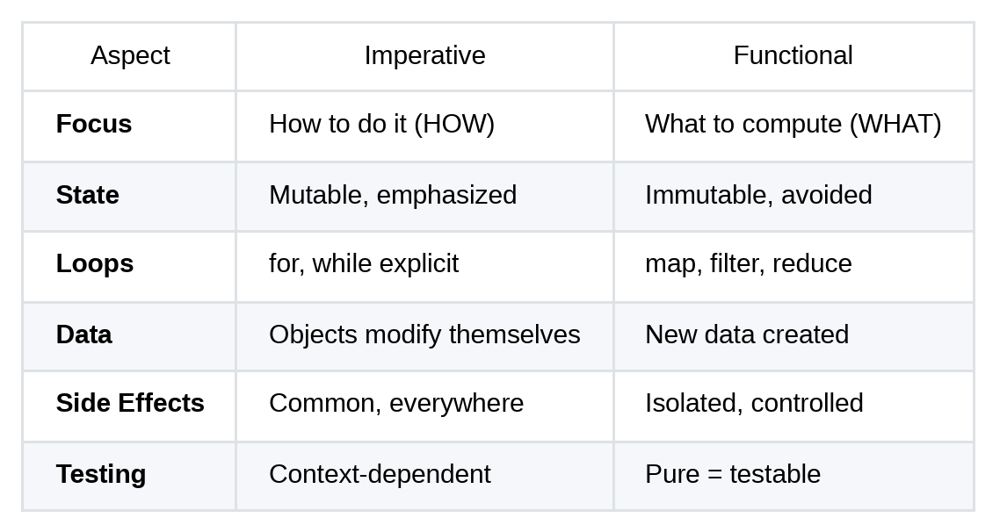 Aspect Imperative Functional
Focus How to do it (HOW) What to compute (WHAT)
State Mutable, emphasized Immutable, avoided
Loops for, while explicit map, filter, reduce
Data Objects modify themselves New data created
Side Effects Common, everywhere Isolated, controlled
Testing Context-dependent Pure = testable